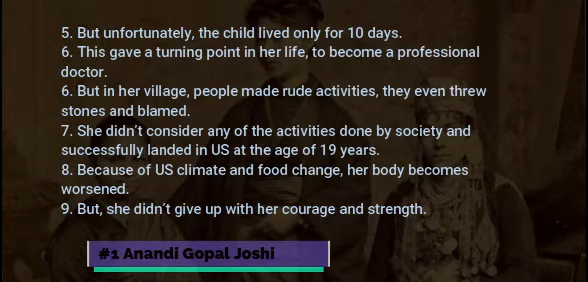 5. But unfortunately, the child lived only for 10 days.
6. This gave a turning point in her life, to become a professional
doctor.
6. But in her village, people made rude activities, they even threw
stones and blamed.
7. She didn't consider any of the activities done by society and
successfully landed in US at the age of 19 years.
8. Because of US climate and food change, her body becomes
worsened.
9. But, she didn't give up with her courage and strength.
#1 Anandi Gopal Joshi